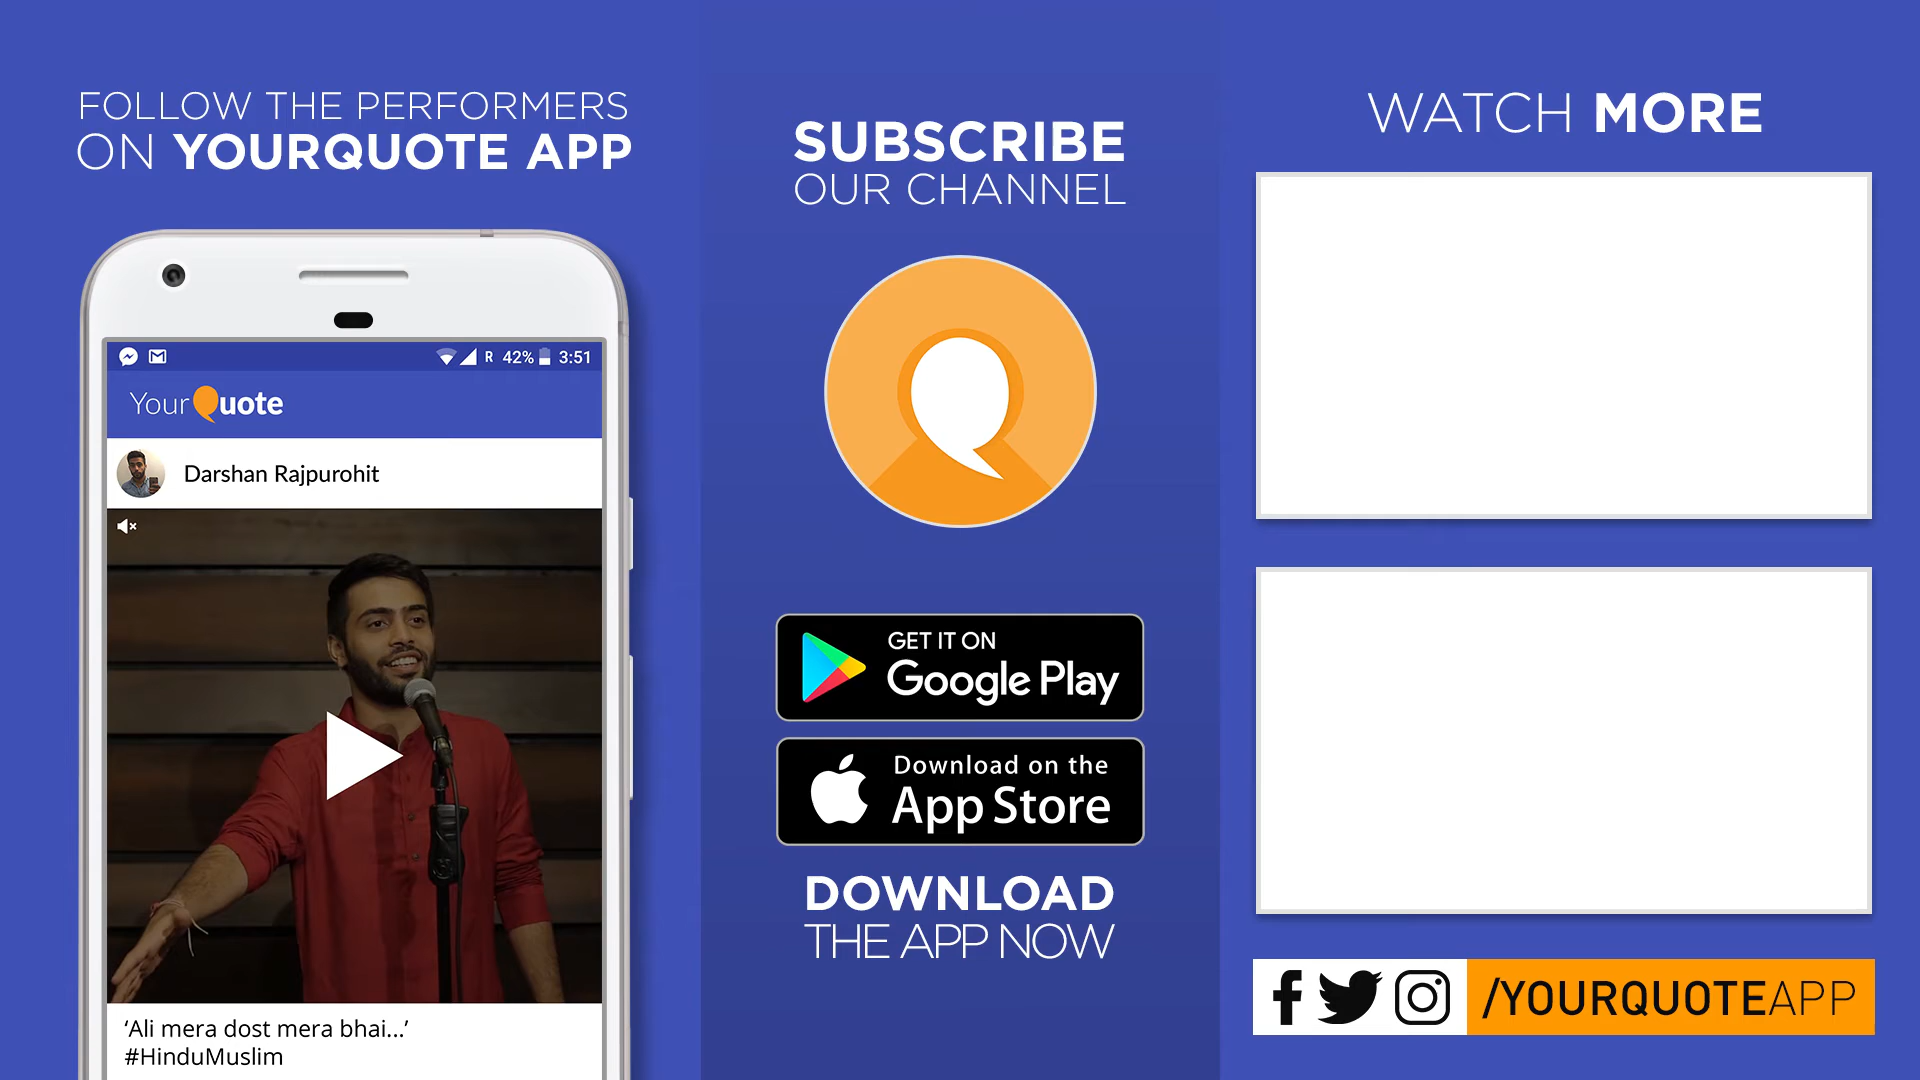 FOLLOW THE PERFORMERS
ON YOURQUOTE APP
R 42% 3:51
YourQuote
Darshan Rajpurohit
‘Ali mera dost mera bhai...’
#HinduMuslim
SUBSCRIBE
OUR CHANNEL
GET IT ON
Google Play
Download on the
App Store
DOWNLOAD
THE APP NOW
WATCH MORE
/YOURQUOTEAPP